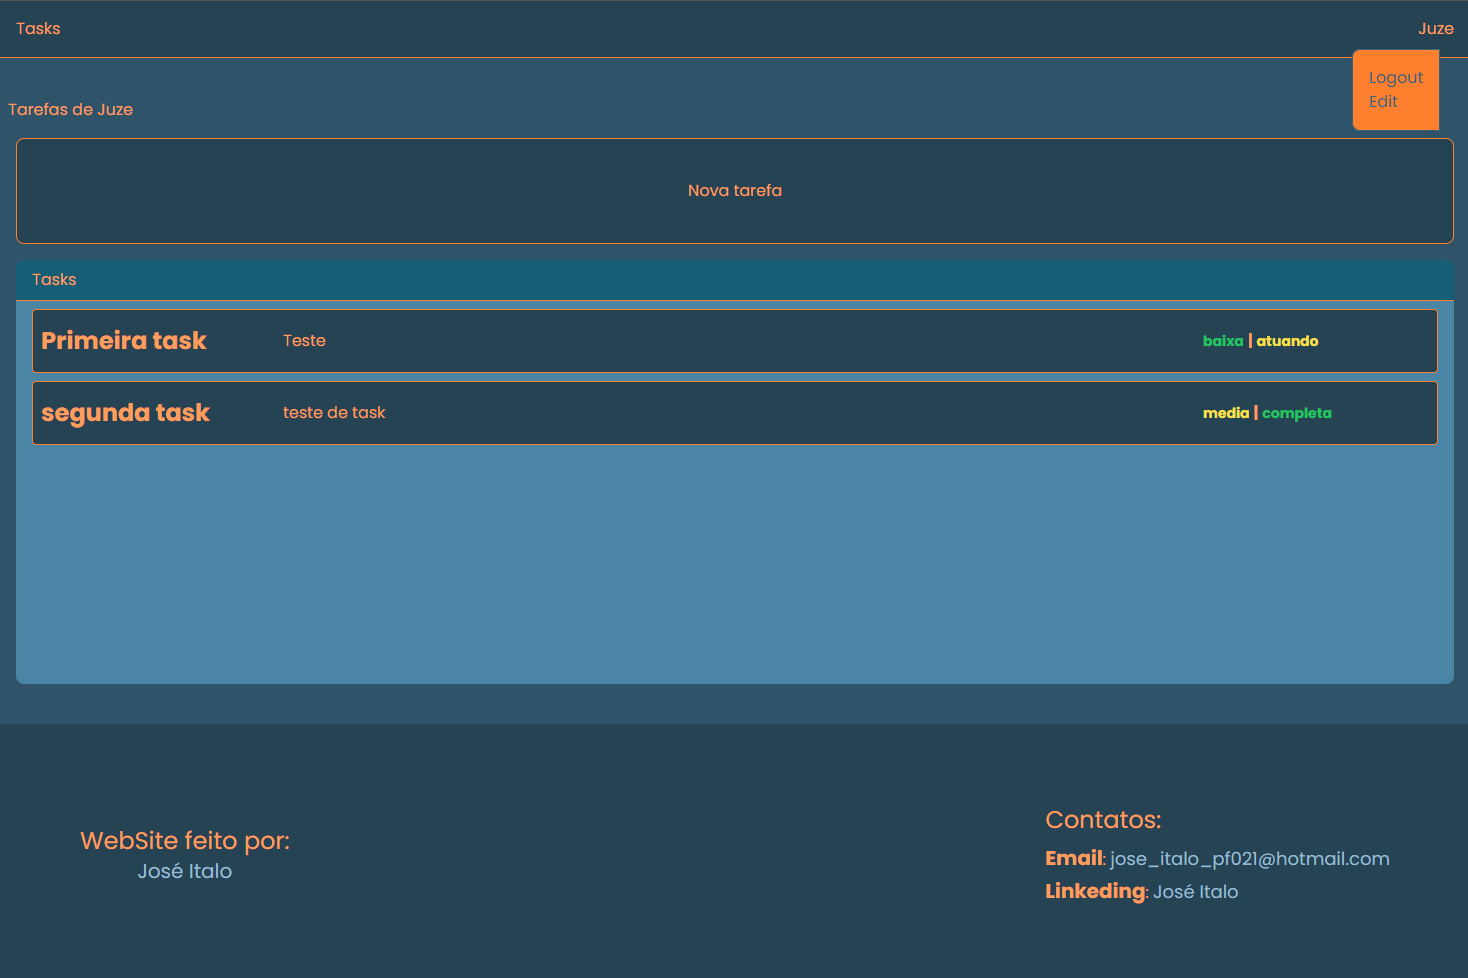 Tasks
Juze
Logout
Edit
Tarefas de Juze
Nova tarefa
Tasks
Primeira task Teste baixa | atuando
segunda task teste de task media | completa
WebSite feito por:
José Italo
Contatos:
Email: jose_italo_pf021@hotmail.com
Linkeding: José Italo